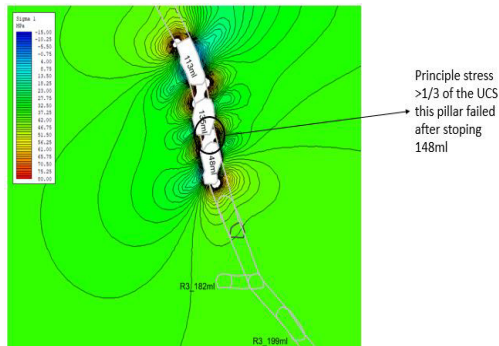 Sigma 1
MPa
-15.00
-10.25
-5.50
-0.75
4.00
8.75
13.50
18.25
23.00
27.75
32.50
37.25
42.00
46.75
51.50
56.25
61.00
65.75
70.50
75.25
80.00
113ml
148ml
R3_182ml
R3_199ml
Principle stress
>1/3 of the UCS
this pillar failed
after stoping
148ml